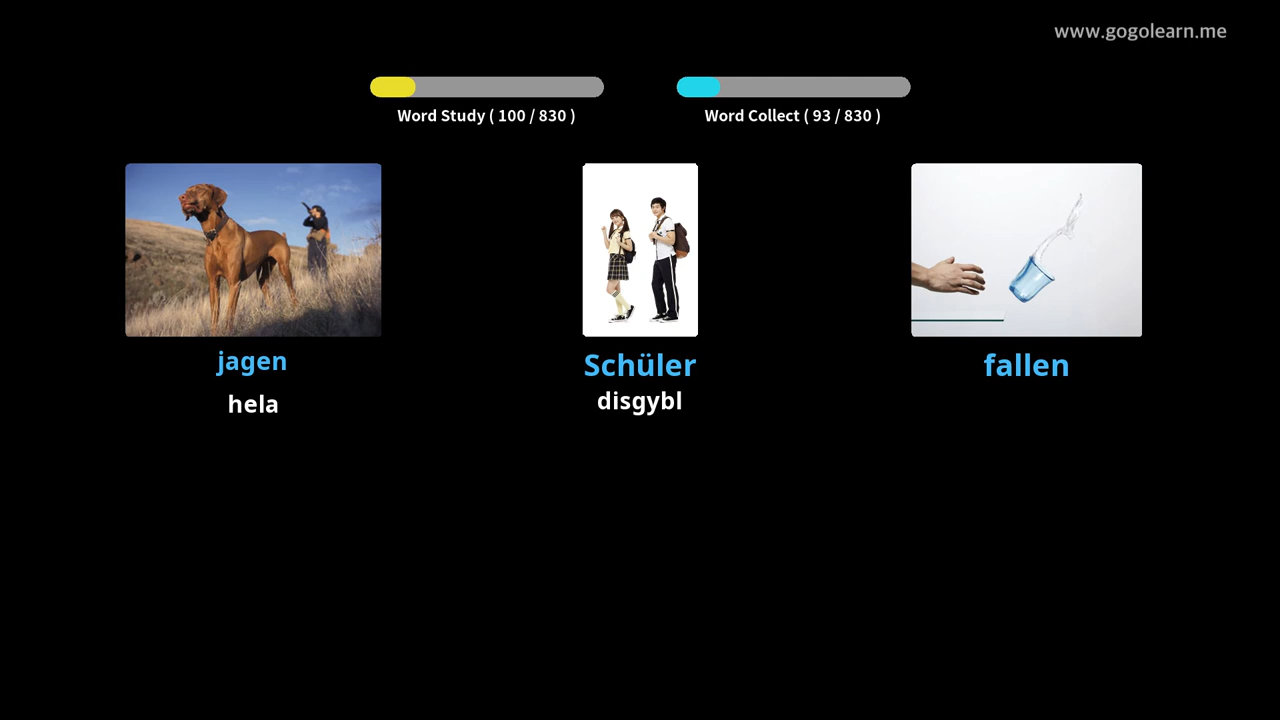 www.gogolearn.me
Word Study ( 100 / 830 )
Word Collect ( 93 / 830 )
jagen
hela
Schüler
disgybl
fallen